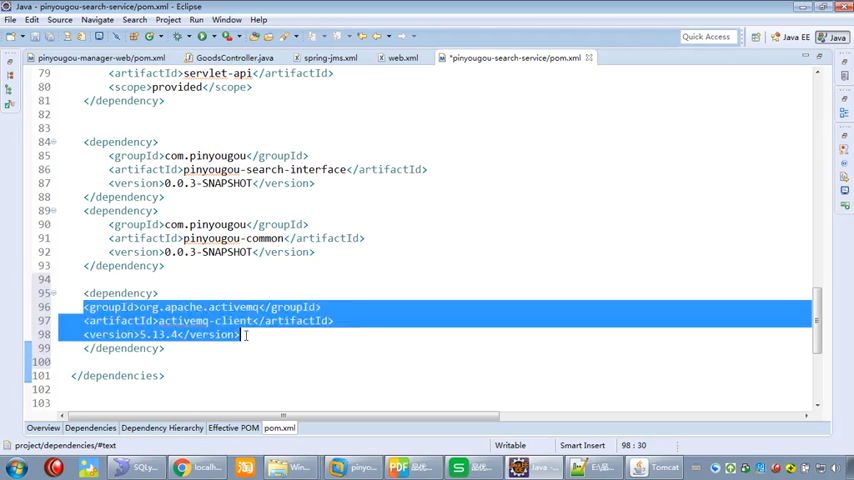 Java - pinyougou-search-service/pom.xml - Eclipse
File Edit Source Navigate Search Project Run Window Help
Quick Access
Java EE
Java
pinyougou-manager-web/pom.xml
GoodsController.java
spring-jms.xml
web.xml
*pinyougou-search-service/pom.xml
79 <artifactId>servlet-api</artifactId>
80 <scope>provided</scope>
81 </dependency>
82
83
84 <dependency>
85 <groupId>com.pinyougou</groupId>
86 <artifactId>pinyougou-search-interface</artifactId>
87 <version>0.0.3-SNAPSHOT</version>
88 </dependency>
89 <dependency>
90 <groupId>com.pinyougou</groupId>
91 <artifactId>pinyougou-common</artifactId>
92 <version>0.0.3-SNAPSHOT</version>
93 </dependency>
94
95 <dependency>
96 <groupId>org.apache.activemq</groupId>
97 <artifactId>activemq-client</artifactId>
98 <version>5.13.4</version>
99 </dependency>
100
101 </dependencies>
102
103
Overview Dependencies Dependency Hierarchy Effective POM pom.xml
project/dependencies/#text
Writable
Smart Insert
98 : 30
SQLy...
localh...
淘
Win...
pinyo...
PDF 品优...
S 品优...
Java -...
E:\品...
Tomcat